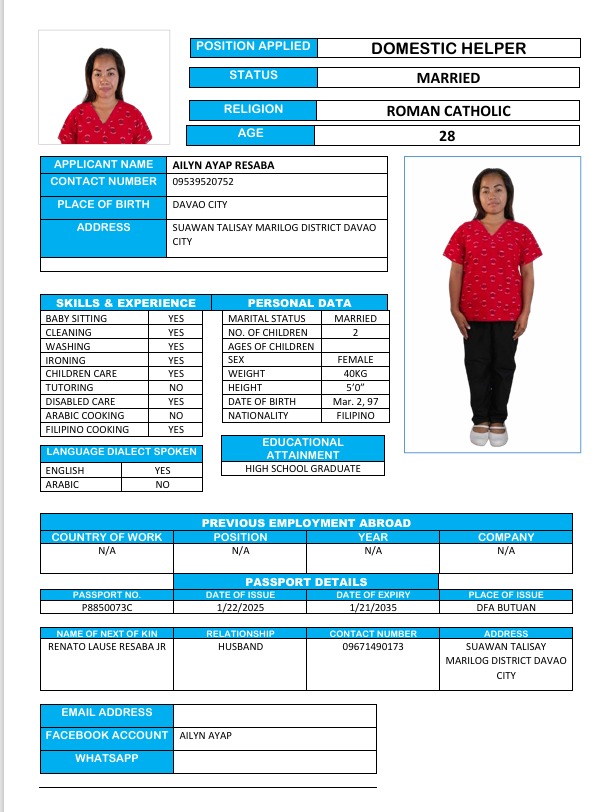 POSITION APPLIED DOMESTIC HELPER
STATUS MARRIED
RELIGION ROMAN CATHOLIC
AGE 28
APPLICANT NAME AILYN AYAP RESABA
CONTACT NUMBER 09539520752
PLACE OF BIRTH DAVAO CITY
ADDRESS SUAWAN TALISAY MARILOG DISTRICT DAVAO
CITY
SKILLS & EXPERIENCE
BABY SITTING YES
CLEANING YES
WASHING YES
IRONING YES
CHILDREN CARE YES
TUTORING NO
DISABLED CARE YES
ARABIC COOKING NO
FILIPINO COOKING YES
PERSONAL DATA
MARITAL STATUS MARRIED
NO. OF CHILDREN 2
AGES OF CHILDREN
SEX FEMALE
WEIGHT 40KG
HEIGHT 5'0"
DATE OF BIRTH Mar. 2, 97
NATIONALITY FILIPINO
LANGUAGE DIALECT SPOKEN
ENGLISH YES
ARABIC NO
EDUCATIONAL
ATTAINMENT
HIGH SCHOOL GRADUATE
PREVIOUS EMPLOYMENT ABROAD
COUNTRY OF WORK POSITION YEAR COMPANY
N/A N/A N/A N/A
PASSPORT DETAILS
PASSPORT NO. DATE OF ISSUE DATE OF EXPIRY PLACE OF ISSUE
P8850073C 1/22/2025 1/21/2035 DFA BUTUAN
NAME OF NEXT OF KIN RELATIONSHIP CONTACT NUMBER ADDRESS
RENATO LAUSE RESABA JR HUSBAND 09671490173 SUAWAN TALISAY
MARILOG DISTRICT DAVAO
CITY
EMAIL ADDRESS
FACEBOOK ACCOUNT AILYN AYAP
WHATSAPP